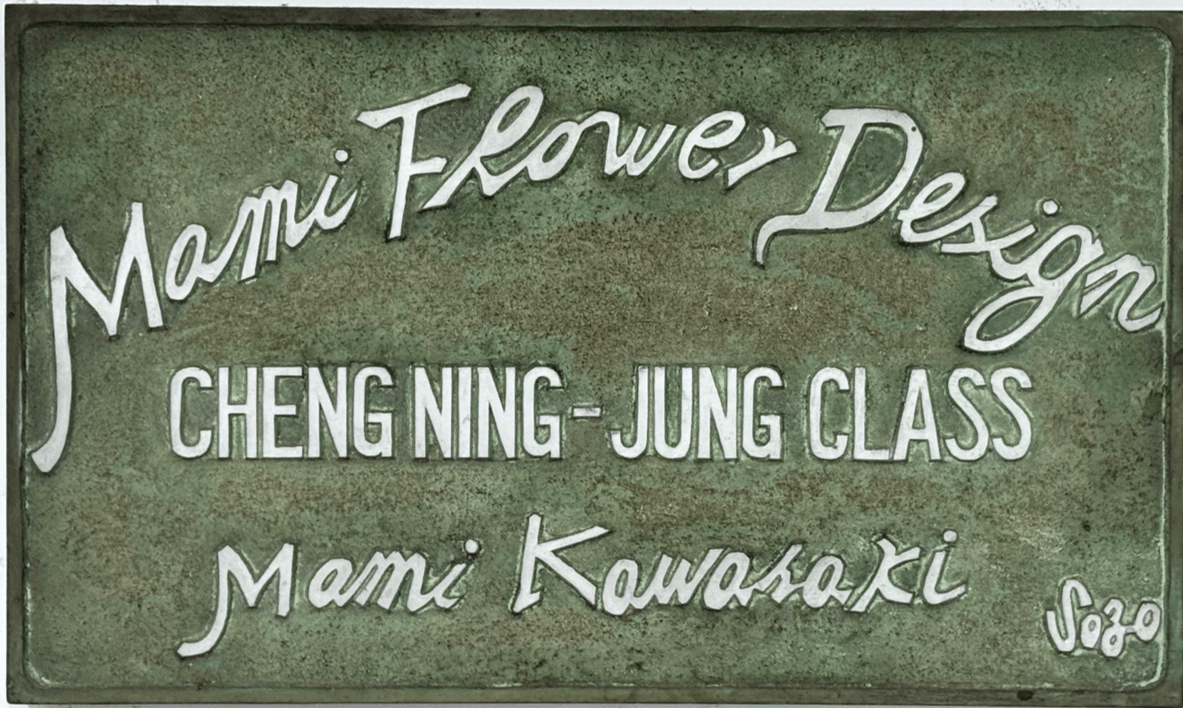 Mami Flower Design
CHENG NING-JUNG CLASS
Mami Kawasaki
Sozo